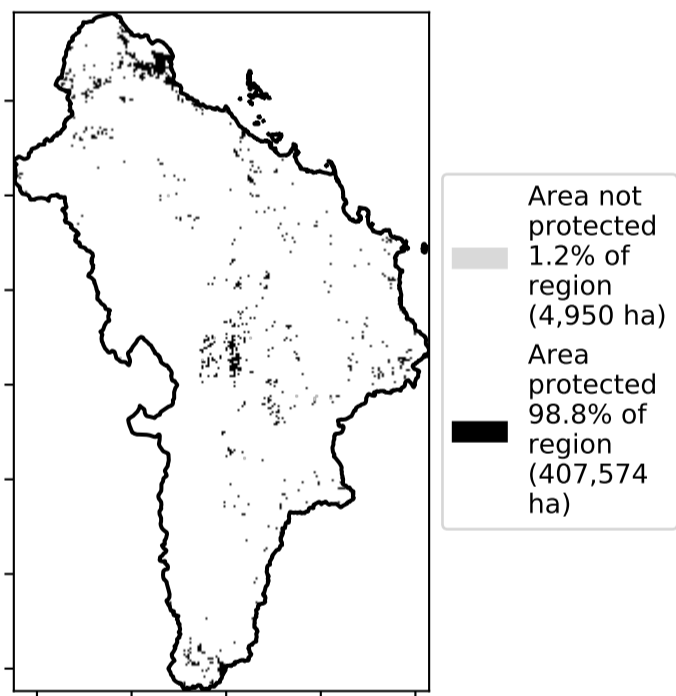 Area not
protected
1.2% of
region
(4,950 ha)
Area
protected
98.8% of
region
(407,574
ha)